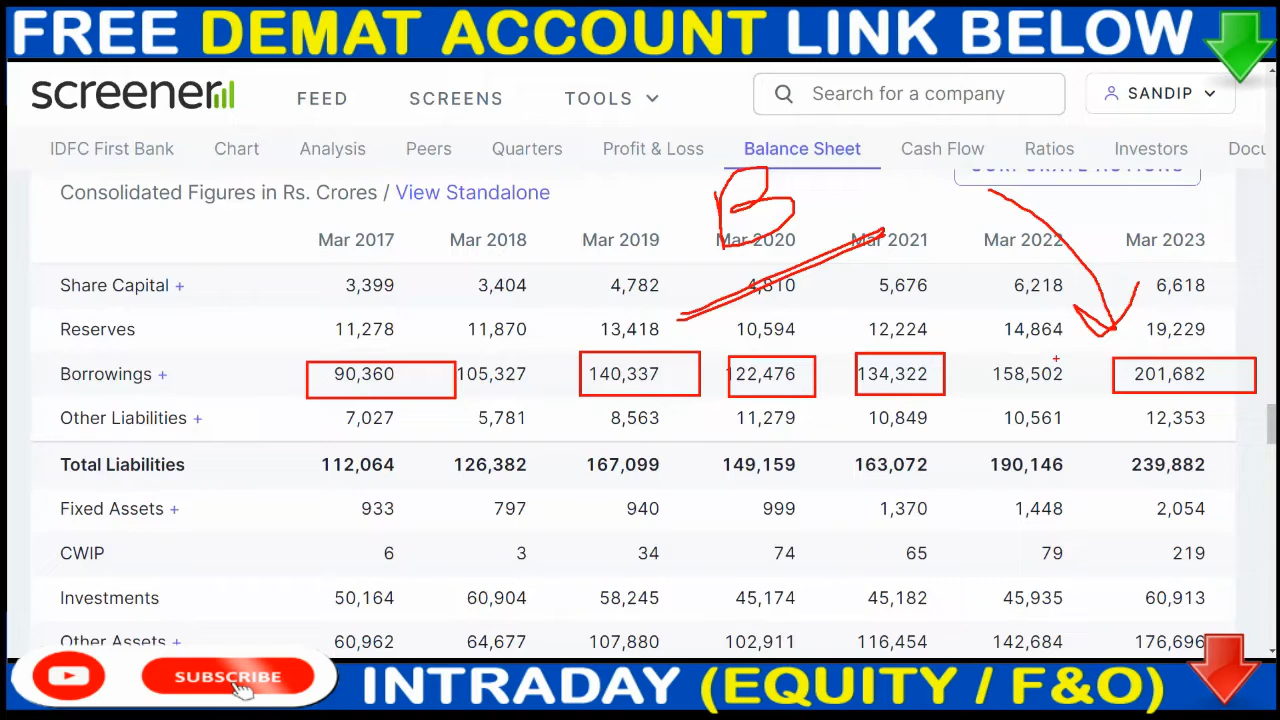 FREE DEMAT ACCOUNT LINK BELOW
screener FEED SCREENS TOOLS Search for a company SANDIP
IDFC First Bank Chart Analysis Peers Quarters Profit & Loss Balance Sheet Cash Flow Ratios Investors Docu
Consolidated Figures in Rs. Crores / View Standalone CORPORATE ACTIONS
B
Mar 2017 Mar 2018 Mar 2019 Mar 2020 Mar 2021 Mar 2022 Mar 2023
Share Capital + 3,399 3,404 4,782 4,810 5,676 6,218 6,618
Reserves 11,278 11,870 13,418 10,594 12,224 14,864 19,229
Borrowings + 90,360 105,327 140,337 122,476 134,322 158,502 201,682
Other Liabilities + 7,027 5,781 8,563 11,279 10,849 10,561 12,353
Total Liabilities 112,064 126,382 167,099 149,159 163,072 190,146 239,882
Fixed Assets + 933 797 940 999 1,370 1,448 2,054
CWIP 6 3 34 74 65 79 219
Investments 50,164 60,904 58,245 45,174 45,182 45,935 60,913
Other Assets + 60,962 64,677 107,880 102,911 116,454 142,684 176,696
SUBSCRIBE INTRADAY (EQUITY / F&O)